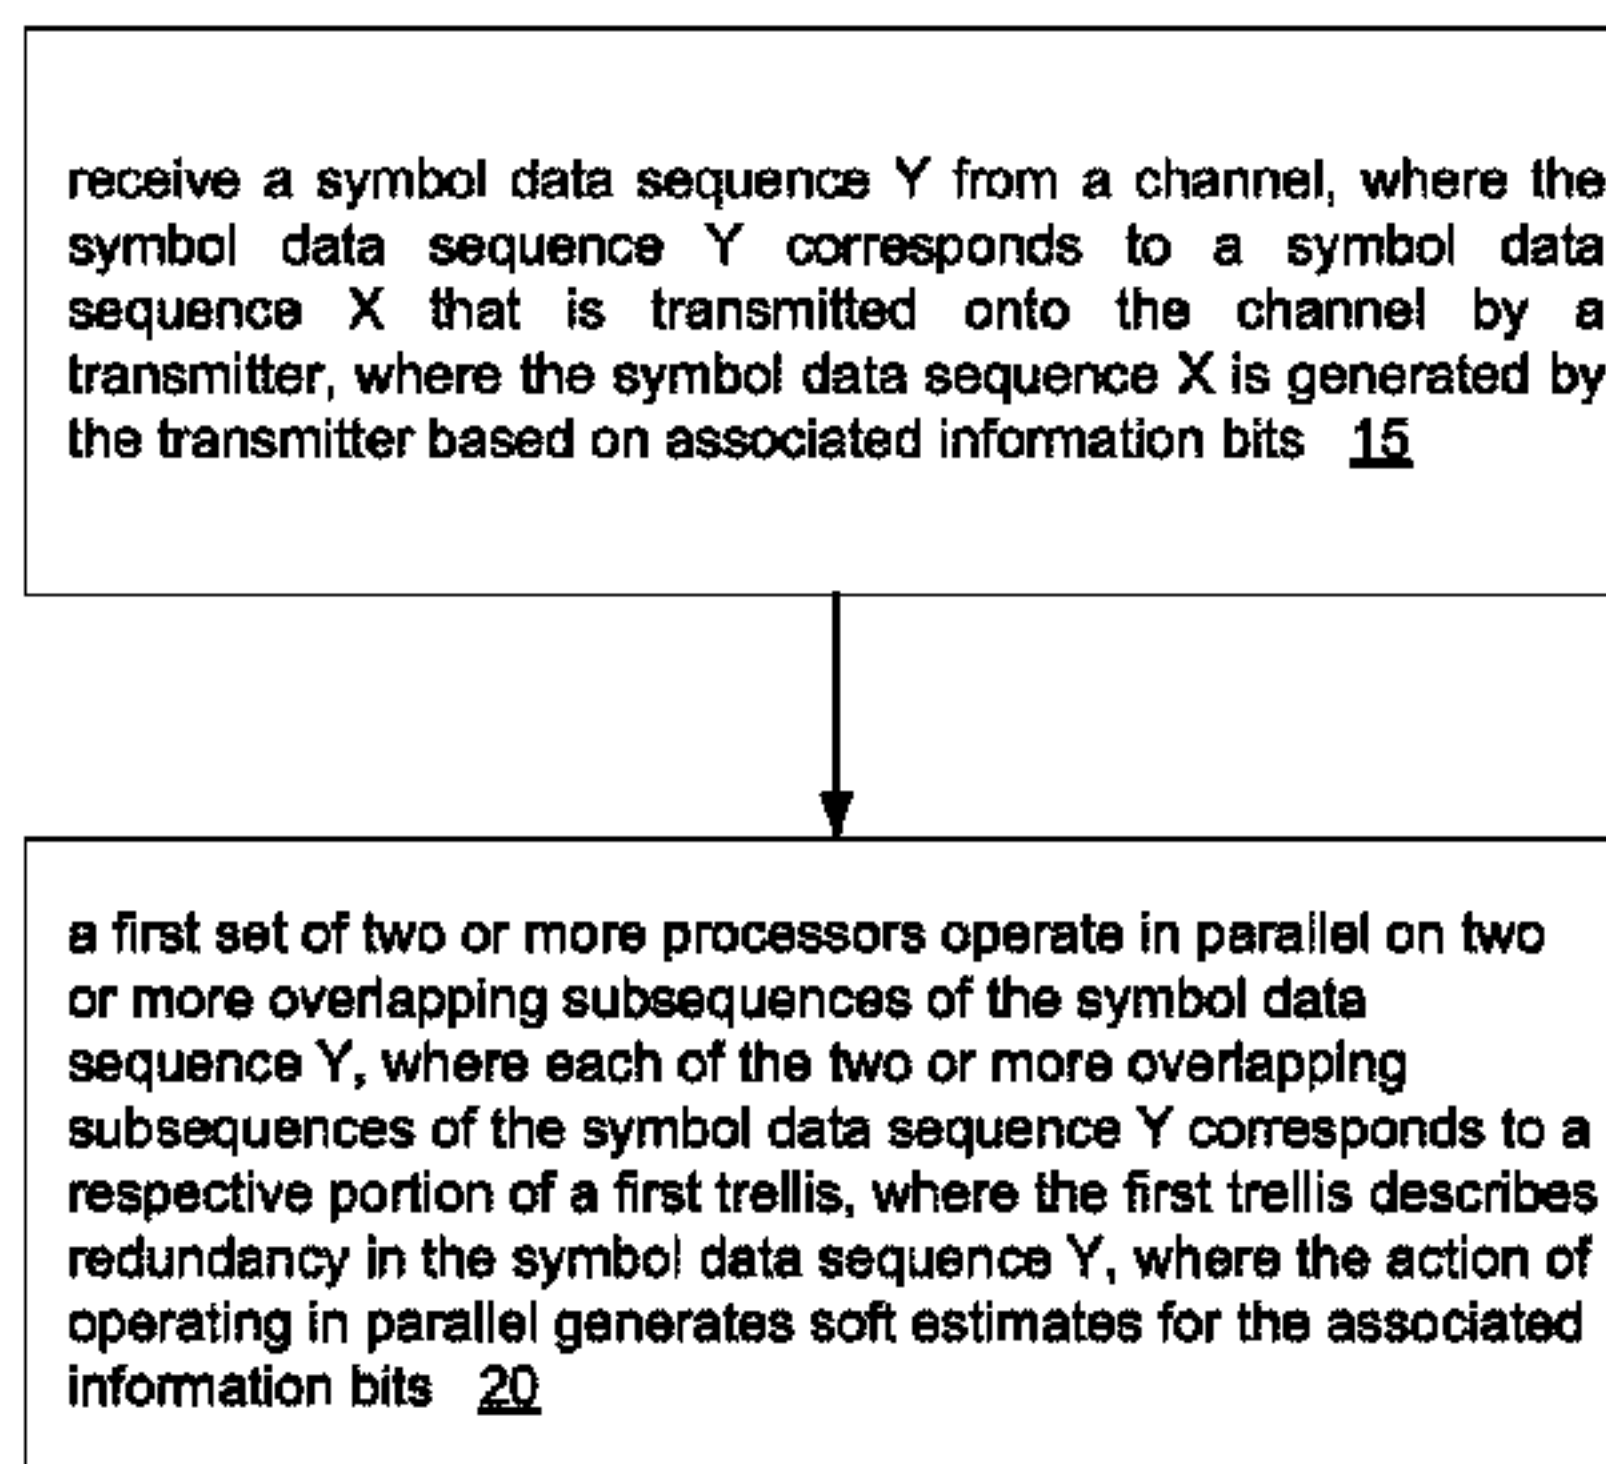 receive a symbol data sequence Y from a channel, where the
symbol data sequence Y corresponds to a symbol data
sequence X that is transmitted onto the channel by a
transmitter, where the symbol data sequence X is generated by
the transmitter based on associated information bits 15
a first set of two or more processors operate in parallel on two
or more overlapping subsequences of the symbol data
sequence Y, where each of the two or more overlapping
subsequences of the symbol data sequence Y corresponds to a
respective portion of a first trellis, where the first trellis describes
redundancy in the symbol data sequence Y, where the action of
operating in parallel generates soft estimates for the associated
information bits 20